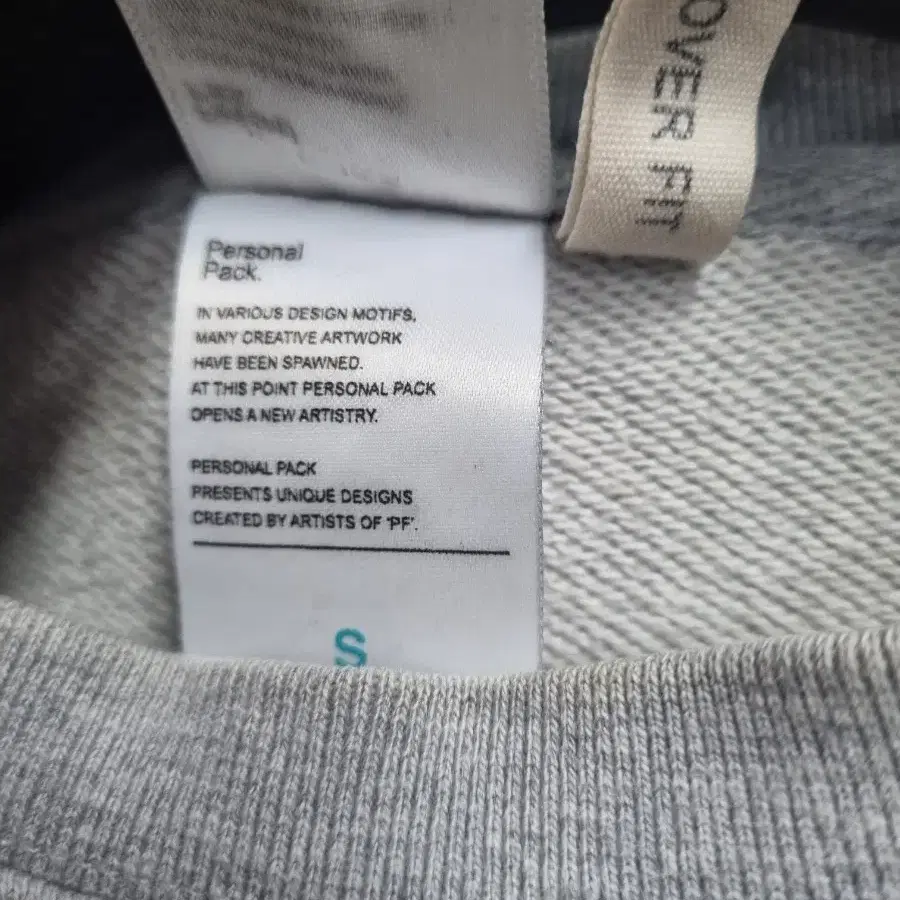 OVER FIT
Personal
Pack.
IN VARIOUS DESIGN MOTIFS,
MANY CREATIVE ARTWORK
HAVE BEEN SPAWNED.
AT THIS POINT PERSONAL PACK
OPENS A NEW ARTISTRY.
PERSONAL PACK
PRESENTS UNIQUE DESIGNS
CREATED BY ARTISTS OF 'PF'.
S